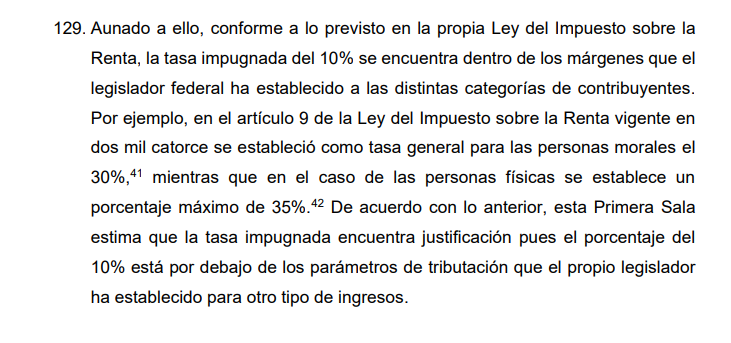 129. Aunado a ello, conforme a lo previsto en la propia Ley del Impuesto sobre la
Renta, la tasa impugnada del 10% se encuentra dentro de los márgenes que el
legislador federal ha establecido a las distintas categorías de contribuyentes.
Por ejemplo, en el artículo 9 de la Ley del Impuesto sobre la Renta vigente en
dos mil catorce se estableció como tasa general para las personas morales el
30%,⁴¹ mientras que en el caso de las personas físicas se establece un
porcentaje máximo de 35%.⁴² De acuerdo con lo anterior, esta Primera Sala
estima que la tasa impugnada encuentra justificación pues el porcentaje del
10% está por debajo de los parámetros de tributación que el propio legislador
ha establecido para otro tipo de ingresos.